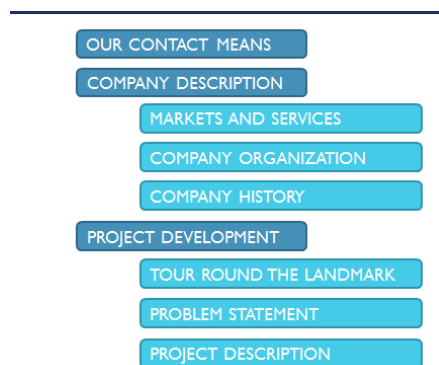 OUR CONTACT MEANS
COMPANY DESCRIPTION
MARKETS AND SERVICES
COMPANY ORGANIZATION
COMPANY HISTORY
PROJECT DEVELOPMENT
TOUR ROUND THE LANDMARK
PROBLEM STATEMENT
PROJECT DESCRIPTION